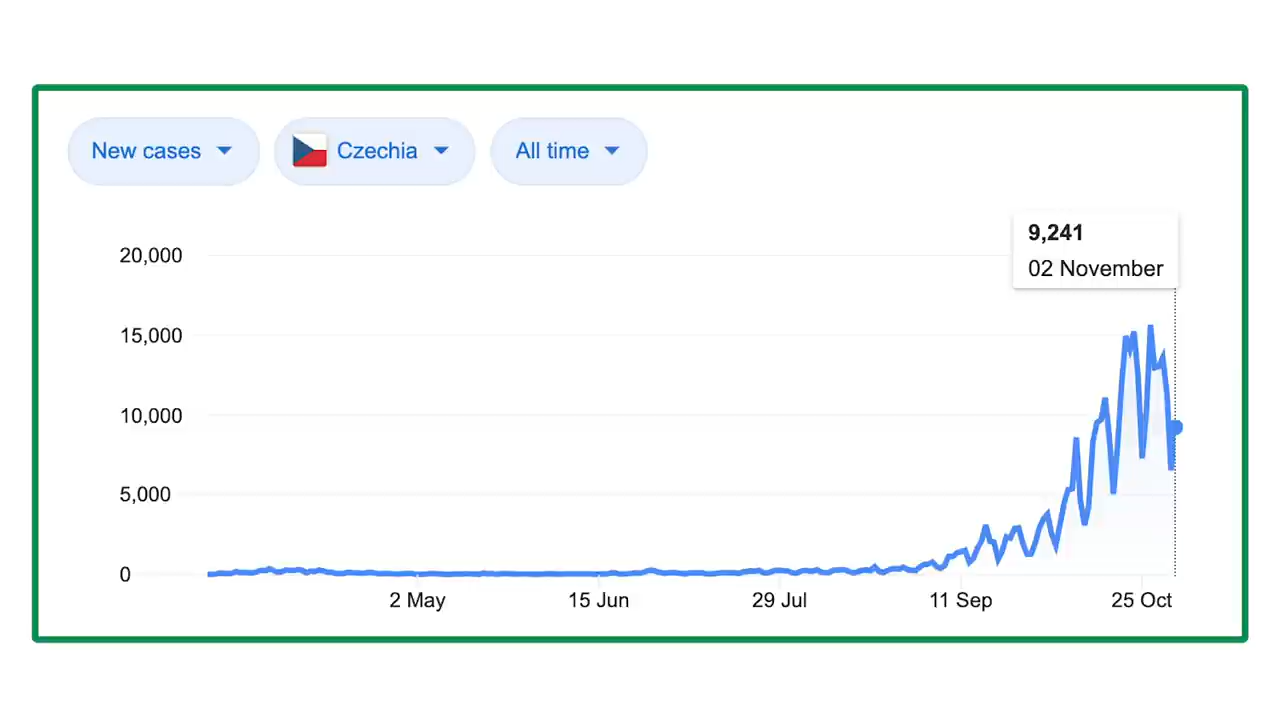 New cases
Czechia
All time
9,241
02 November
20,000
15,000
10,000
5,000
0
2 May
15 Jun
29 Jul
11 Sep
25 Oct